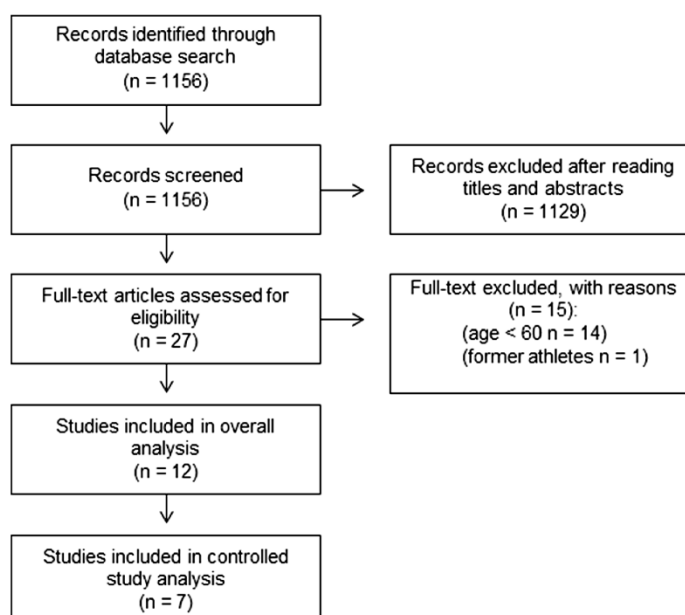 Records identified through
database search
(n = 1156)
Records screened
(n = 1156)
Records excluded after reading
titles and abstracts
(n = 1129)
Full-text articles assessed for
eligibility
(n = 27)
Full-text excluded, with reasons
(n = 15):
(age < 60 n = 14)
(former athletes n = 1)
Studies included in overall
analysis
(n = 12)
Studies included in controlled
study analysis
(n = 7)